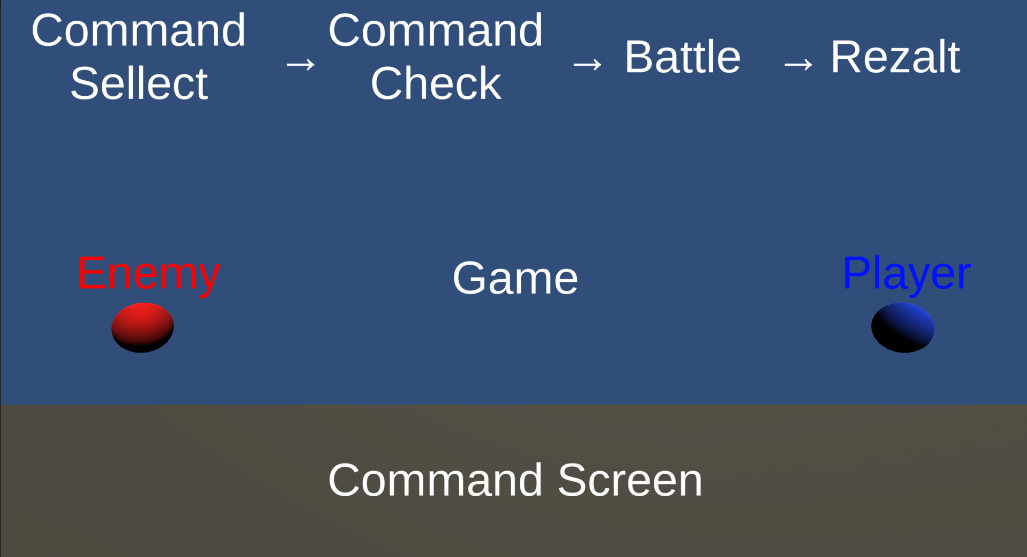 Command
Sellect
→
Command
Check
→ Battle → Rezalt
Enemy
Game
Player
Command Screen